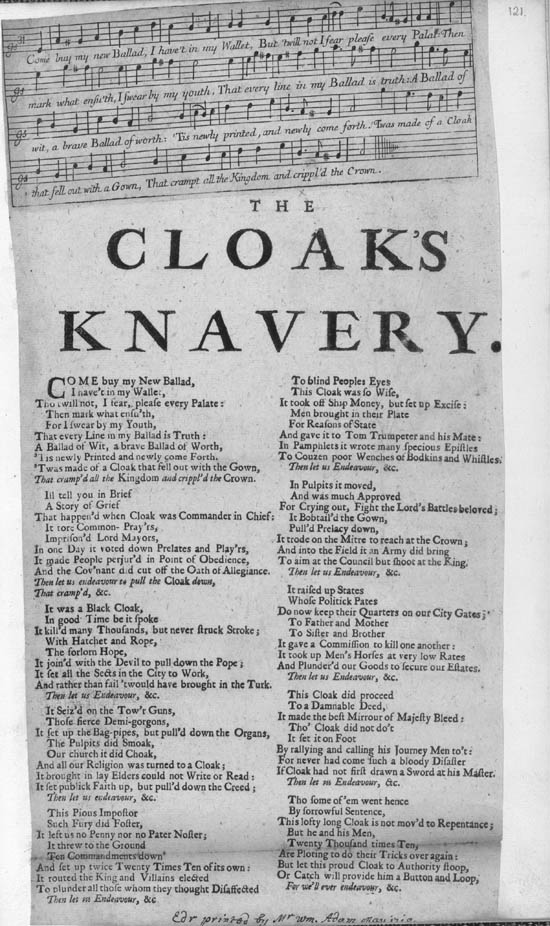 121.
31
Come buy my new Ballad, I have't in my Wallet, But 'twill not I fear please every Palat. Then
mark what ensu'th, I swear by my youth, That every line in my Ballad is truth: A Ballad of
wit, a brave Ballad of worth: 'Tis newly printed, and newly come forth. 'Twas made of a Cloak
that fell out with a Gown, That crampt all the Kingdom and crippl'd the Crown.
THE
CLOAK'S
KNAVERY.
COME buy my New Ballad,
I have't in my Wallet,
Tho 'twill not, I fear, please every Palate:
Then mark what ensu'th,
For I swear by my Youth,
That every Line in my Ballad is Truth:
A Ballad of Wit, a brave Ballad of Worth,
'Tis newly Printed and newly come Forth.
'Twas made of a Cloak that fell out with the Gown,
That cramp'd all the Kingdom and crippl'd the Crown.
Ill tell you in Brief
A Story of Grief
That happen'd when Cloak was Commander in Chief:
It tore Common-Pray'rs,
Imprison'd Lord Mayors,
In one Day it voted down Prelates and Play'rs,
It made People perjur'd in Point of Obedience,
And the Cov'nant did cut off the Oath of Allegiance.
Then let us endeavour to pull the Cloak down,
That cramp'd, &c.
It was a Black Cloak,
In good Time be it spoke
It kill'd many Thousands, but never struck Stroke;
With Hatchet and Rope,
The forlorn Hope,
It join'd with the Devil to pull down the Pope;
It set all the Sects in the City to Work,
And rather than fail 'twould have brought in the Turk.
Then let us Endeavour, &c.
It Seiz'd on the Tow'r Guns,
Those fierce Demi-gorgons,
It set up the Bag-pipes, but pull'd down the Organs,
The Pulpits did Smoak,
Our church it did Choak,
And all our Religion was turned to a Cloak;
It brought in lay Elders could not Write or Read:
It set publick Faith up, but pull'd down the Creed;
Then let us endeavour, &c.
This Pious Impostor
Such Fury did Foster,
It left us no Penny nor no Pater Noster;
It threw to the Ground
Ten Commandments down
And set up twice Twenty Times Ten of its own:
It routed the King and Villains elected
To plunder all those whom they thought Disaffected
Then let us Endeavour, &c.
To blind Peoples Eyes
This Cloak was so Wise,
It took off Ship Money, but set up Excise:
Men brought in their Plate
For Reasons of State
And gave it to Tom Trumpeter and his Mate:
In Pamphlets it wrote many specious Epistles
To Couzen poor Wenches of Bodkins and Whistles.
Then let us Endeavour, &c.
In Pulpits it moved,
And was much Approved
For Crying out, Fight the Lord's Battles beloved;
It Bobtail'd the Gown,
Pull'd Prelacy down,
It trode on the Mitre to reach at the Crown;
And into the Field it an Army did bring
To aim at the Council but shoot at the King.
Then let us Endeavour, &c.
It raised up States
Whose Politick Pates
Do now keep their Quarters on our City Gates;
To Father and Mother
To Sister and Brother
It gave a Commission to kill one another:
It took up Men's Horses at very low Rates
And Plunder'd our Goods to secure our Estates.
Then let us Endeavour, &c.
This Cloak did proceed
To a Damnable Deed,
It made the best Mirrour of Majesty Bleed:
Tho' Cloak did not do't
It set it on Foot
By rallying and calling his Journey Men to't:
For never had come such a bloody Disaster
If Cloak had not first drawn a Sword at his Master.
Then let us Endeavour, &c.
Tho some of 'em went hence
By sorrowful Sentence,
This lofty long Cloak is not mov'd to Repentance;
But he and his Men,
Twenty Thousand times Ten,
Are Ploting to do their Tricks over again:
But let this proud Cloak to Authority stoop,
Or Catch will provide him a Button and Loop,
For we'll ever endeavour, &c
Edr printed by Mr Wm. Adam